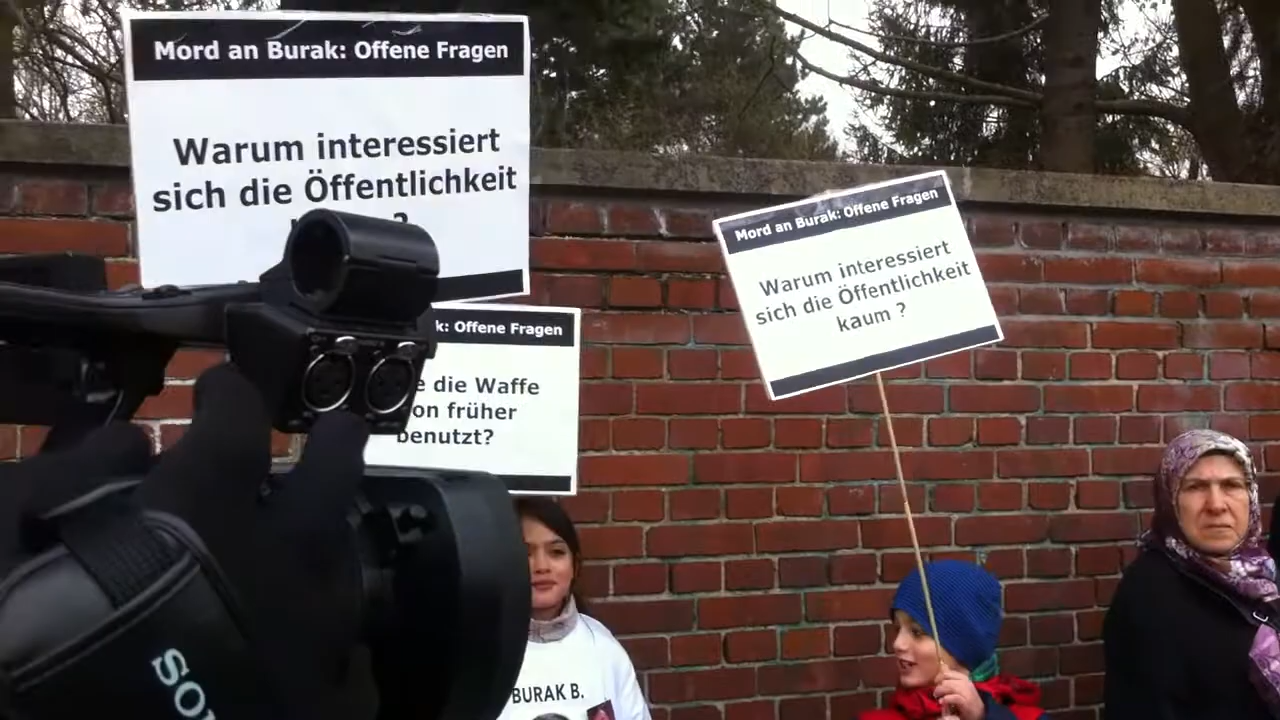 Mord an Burak: Offene Fragen
Warum interessiert
sich die Öffentlichkeit
?
k: Offene Fragen
e die Waffe
on früher
benutzt?
Mord an Burak: Offene Fragen
Warum interessiert
sich die Öffentlichkeit
kaum ?
BURAK B.
SO